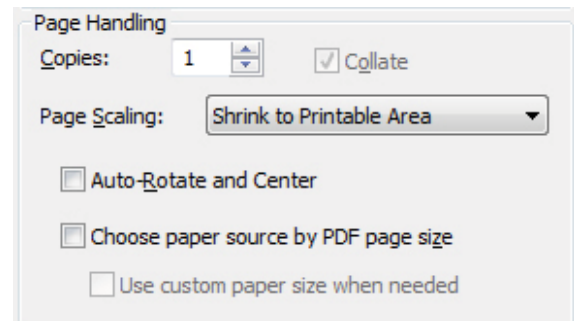 Page Handling
Copies: 1 Collate
Page Scaling: Shrink to Printable Area
Auto-Rotate and Center
Choose paper source by PDF page size
Use custom paper size when needed